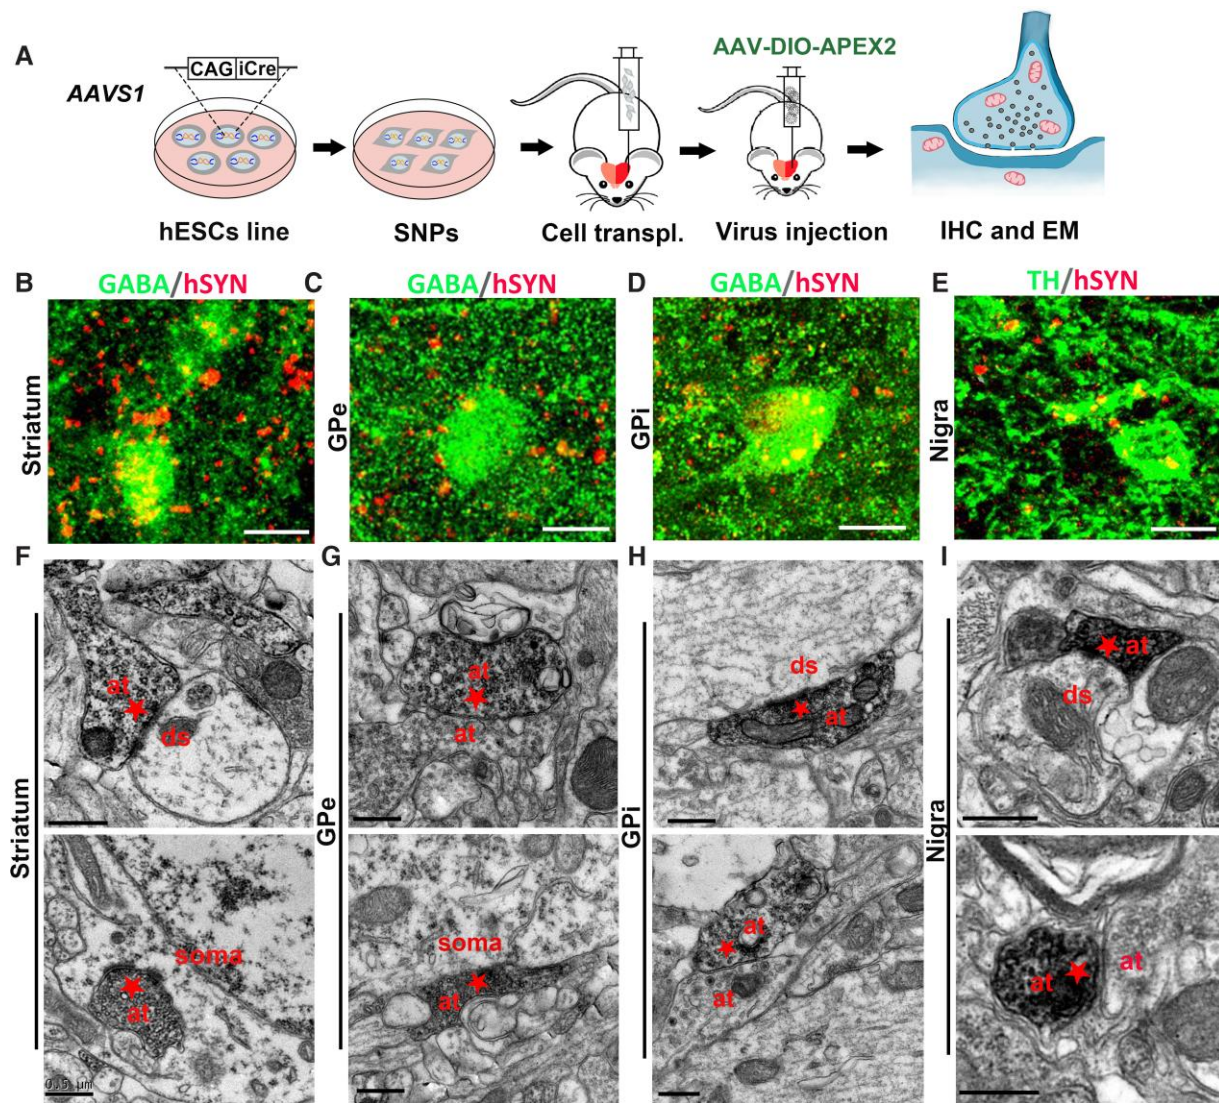 A
AAV-DIO-APEX2
CAG iCre
AAVS1
hESCs line
SNPs
Cell transpl.
Virus injection
IHC and EM
B
GABA/hSYN
C
GABA/hSYN
D
GABA/hSYN
E
TH/hSYN
Striatum
GPe
GPi
Nigra
F
G
H
I
Striatum
at
ds
GPe
at
at
GPi
ds
at
Nigra
at
ds
soma
at
0.5 µm
soma
at
at
at
at
at